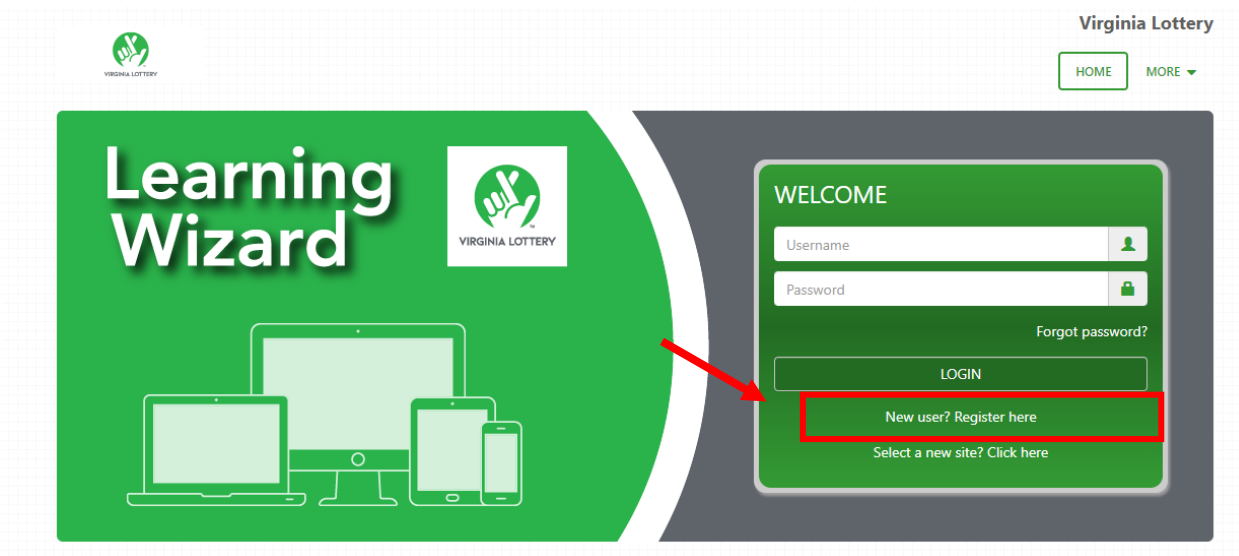 Virginia Lottery
VIRGINIA LOTTERY
HOME MORE
Learning
Wizard
VIRGINIA LOTTERY
WELCOME
Username
Password
Forgot password?
LOGIN
New user? Register here
Select a new site? Click here